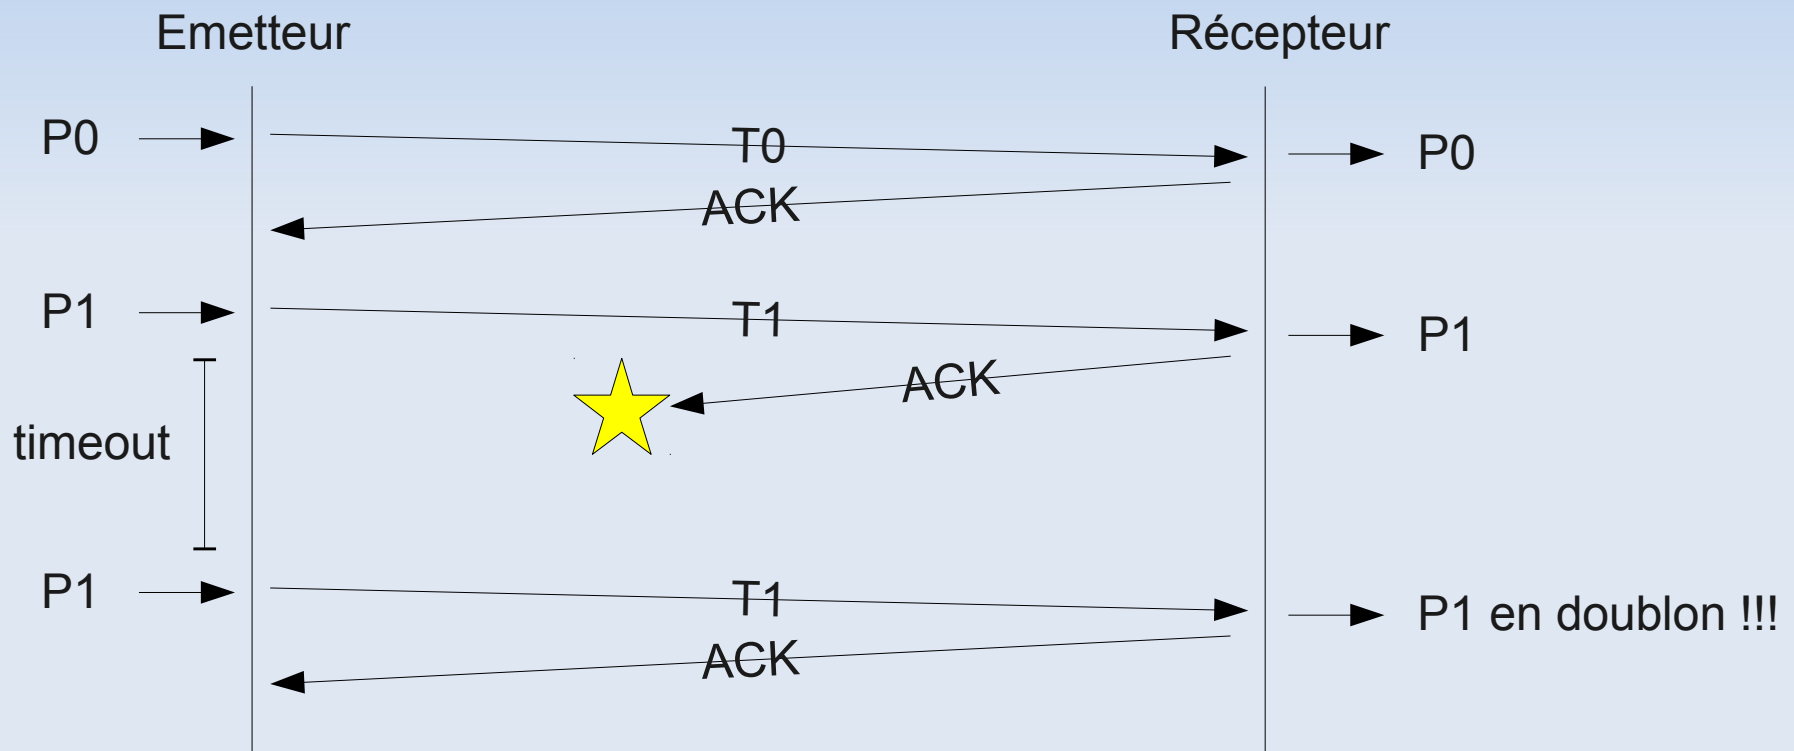 Emetteur
Récepteur
P0
T0
P0
ACK
P1
T1
P1
ACK
timeout
P1
T1
P1 en doublon !!!
ACK